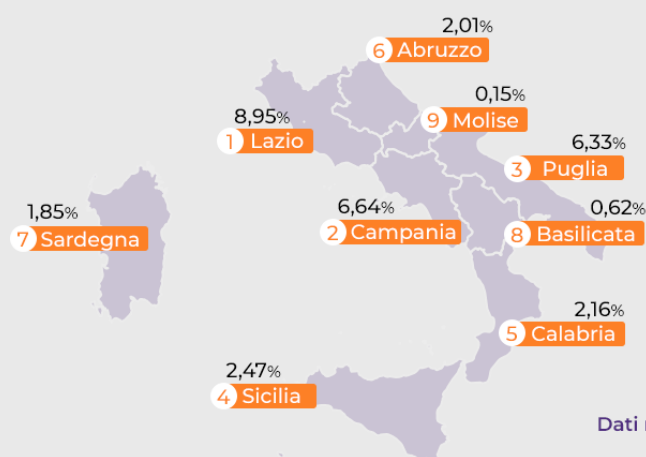 2,01%
6 Abruzzo
0,15%
9 Molise
8,95%
1 Lazio
6,33%
3 Puglia
1,85%
7 Sardegna
6,64%
2 Campania
0,62%
8 Basilicata
2,16%
5 Calabria
2,47%
4 Sicilia
Dati